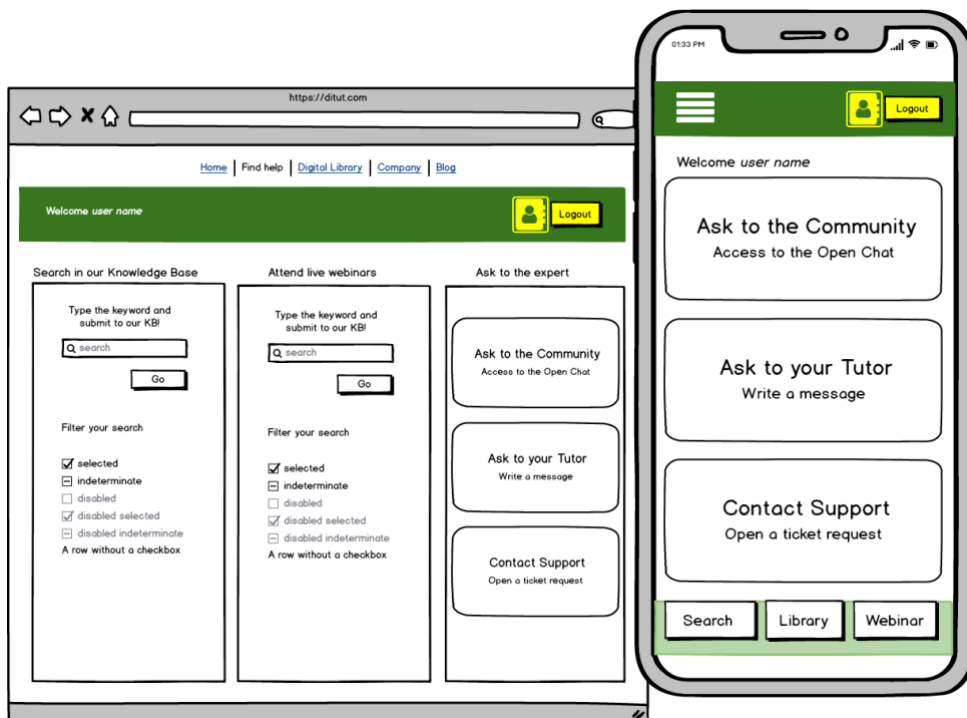 https://ditut.com
Home | Find help | Digital Library | Company | Blog
Welcome user name
Logout
Search in our Knowledge Base
Type the keyword and
submit to our KB!
search
Go
Filter your search
selected
indeterminate
disabled
disabled selected
disabled indeterminate
A row without a checkbox
Attend live webinars
Type the keyword and
submit to our KB!
search
Go
Filter your search
selected
indeterminate
disabled
disabled selected
disabled indeterminate
A row without a checkbox
Ask to the expert
Ask to the Community
Access to the Open Chat
Ask to your Tutor
Write a message
Contact Support
Open a ticket request
01:33 PM
Logout
Welcome user name
Ask to the Community
Access to the Open Chat
Ask to your Tutor
Write a message
Contact Support
Open a ticket request
Search
Library
Webinar